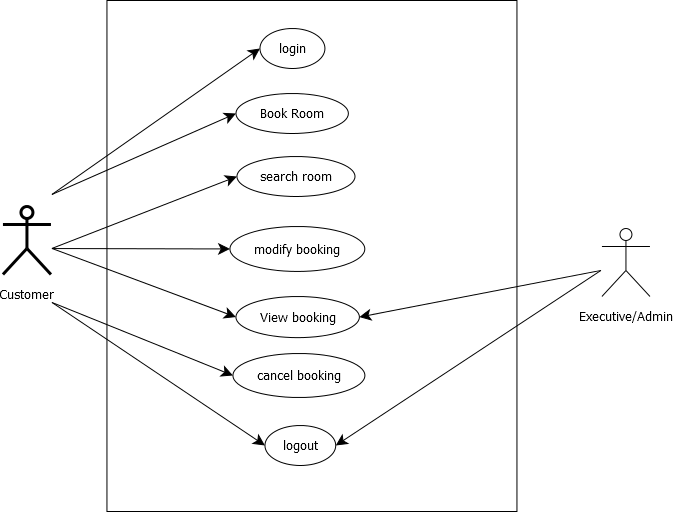 login
Book Room
search room
modify booking
Customer
View booking
Executive/Admin
cancel booking
logout